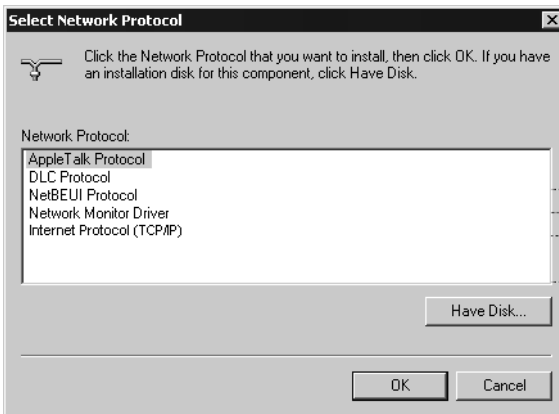 Select Network Protocol
Click the Network Protocol that you want to install, then click OK. If you have
an installation disk for this component, click Have Disk.
Network Protocol:
AppleTalk Protocol
DLC Protocol
NetBEUI Protocol
Network Monitor Driver
Internet Protocol (TCP/IP)
Have Disk...
OK
Cancel